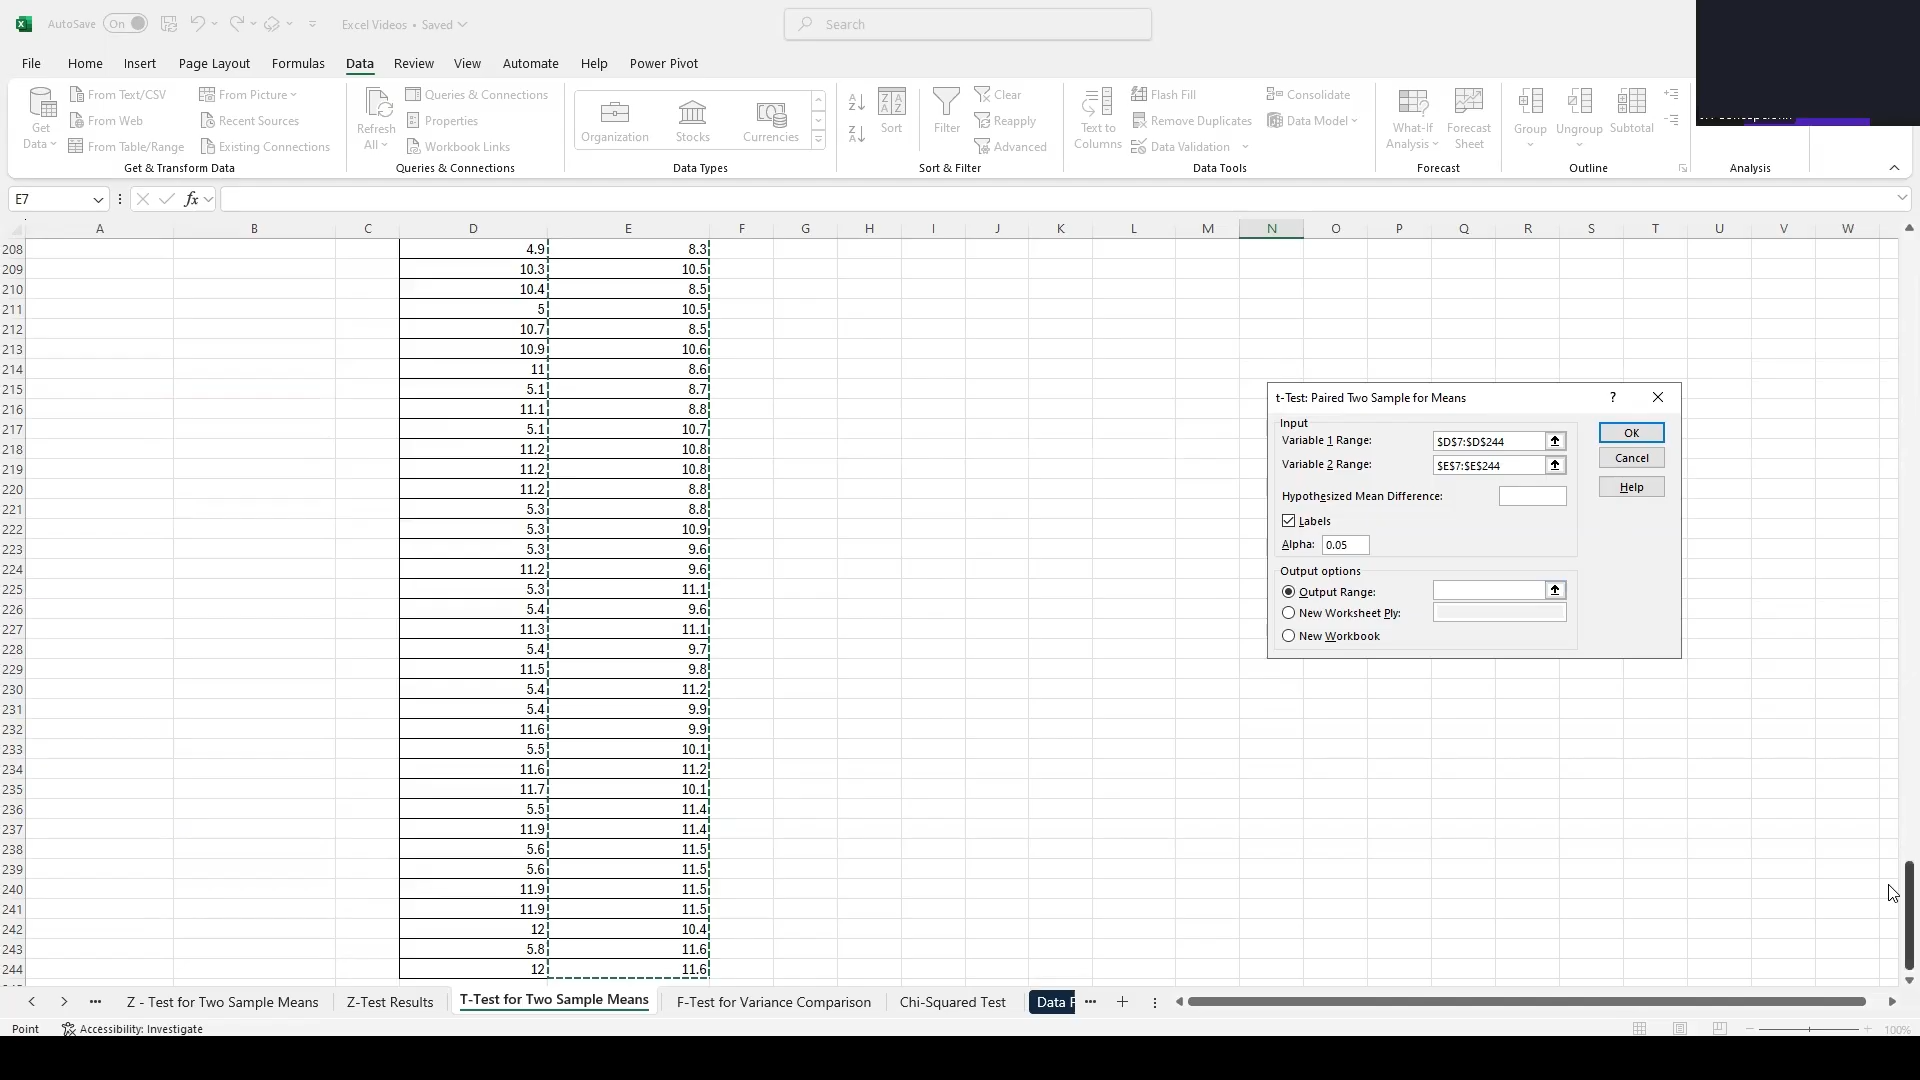 AutoSave On Excel Videos • Saved Search
File Home Insert Page Layout Formulas Data Review View Automate Help Power Pivot
Get Data
From Text/CSV
From Web
From Table/Range
From Picture
Recent Sources
Existing Connections
Get & Transform Data
Refresh All
Queries & Connections
Properties
Workbook Links
Queries & Connections
Organization Stocks Currencies
Data Types
Sort
Filter
Clear
Reapply
Advanced
Sort & Filter
Text to Columns
Flash Fill
Remove Duplicates
Data Validation
Consolidate
Data Model
Data Tools
What-If Analysis
Forecast Sheet
Forecast
Group Ungroup Subtotal
Outline
Analysis
E7 fx
A B C D E F G H I J K L M N O P Q R S T U V W
208 4.9 8.3
209 10.3 10.5
210 10.4 8.5
211 5 10.5
212 10.7 8.5
213 10.9 10.6
214 11 8.6
215 5.1 8.7
216 11.1 8.8
217 5.1 10.7
218 11.2 10.8
219 11.2 10.8
220 11.2 8.8
221 5.3 8.8
222 5.3 10.9
223 5.3 9.6
224 11.2 9.6
225 5.3 11.1
226 5.4 9.6
227 11.3 11.1
228 5.4 9.7
229 11.5 9.8
230 5.4 11.2
231 5.4 9.9
232 11.6 9.9
233 5.5 10.1
234 11.6 11.2
235 11.7 10.1
236 5.5 11.4
237 11.9 11.4
238 5.6 11.5
239 5.6 11.5
240 11.9 11.5
241 11.9 11.5
242 12 10.4
243 5.8 11.6
244 12 11.6
t-Test: Paired Two Sample for Means ?
Input
Variable 1 Range: $D$7:$D$244
Variable 2 Range: $E$7:$E$244
Hypothesized Mean Difference:
Labels
Alpha: 0.05
Output options
Output Range:
New Worksheet Ply:
New Workbook
OK
Cancel
Help
Z - Test for Two Sample Means Z-Test Results T-Test for Two Sample Means F-Test for Variance Comparison Chi-Squared Test Data
Point Accessibility: Investigate 100%